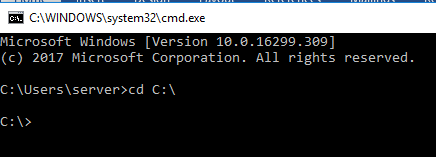 C:\WINDOWS\system32\cmd.exe
Microsoft Windows [Version 10.0.16299.309]
(c) 2017 Microsoft Corporation. All rights reserved.
C:\Users\server>cd C:\
C:\>